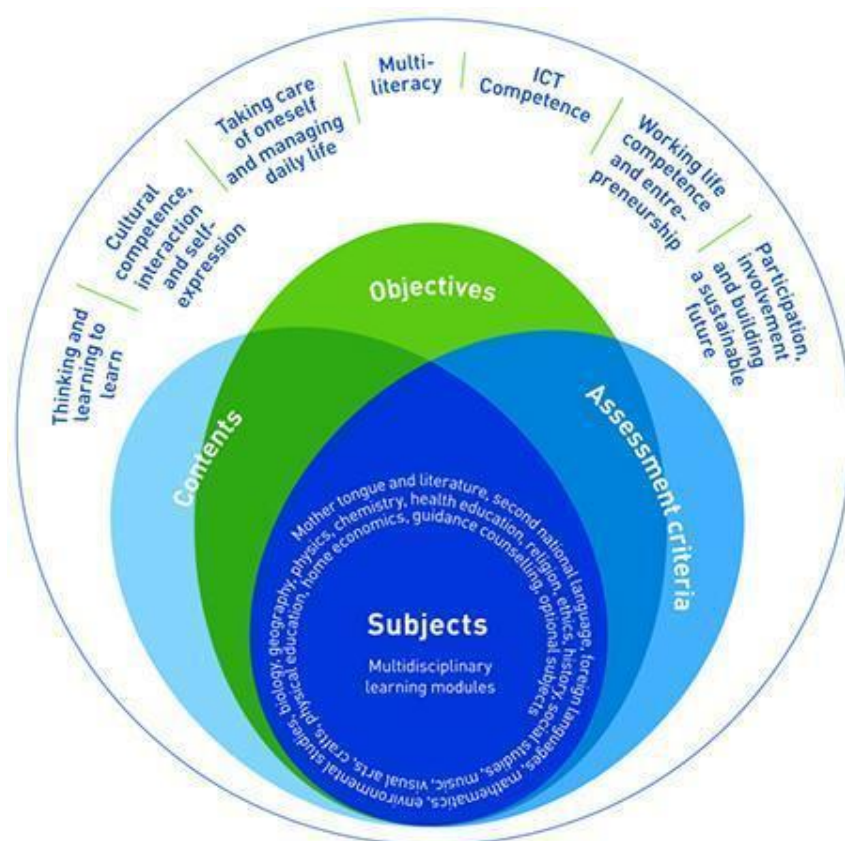 Thinking and
learning to
learn
Cultural
competence,
interaction
and self-
expression
Taking care
of oneself
and managing
daily life
Multi-
literacy
ICT
Competence
Working life
competence
and entre-
preneurship
Participation,
involvement
and building
a sustainable
future
Objectives
Contents
Assessment criteria
Mother tongue and literature, second national language, foreign languages, mathematics, environmental studies, biology, geography, physics, chemistry, health education, religion, ethics, history, social studies, music, visual arts, crafts, physical education, home economics, guidance counselling, optional subjects
Subjects
Multidisciplinary
learning modules